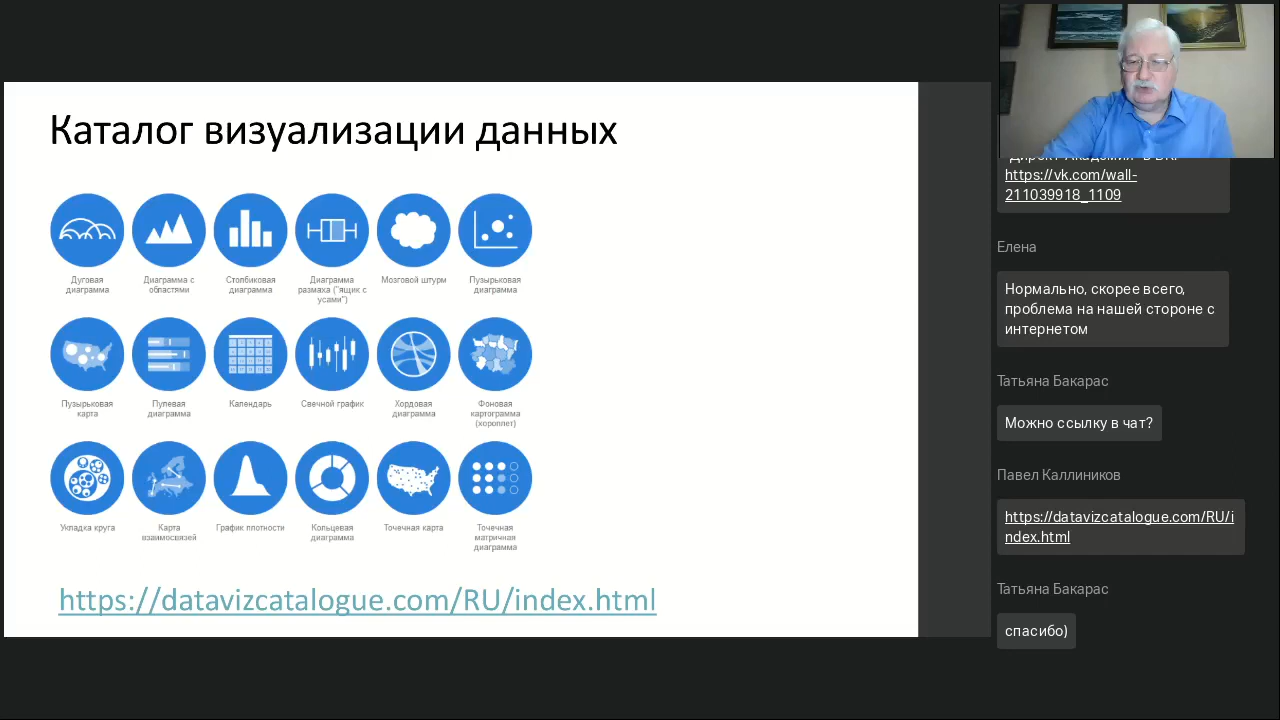 Каталог визуализации данных
Дуговая
диаграмма
Диаграмма с
областями
Столбиковая
диаграмма
Диаграмма
размаха ("ящик с
усами")
Мозговой штурм
Пузырьковая
диаграмма
Пузырьковая
карта
Пулевая
диаграмма
Календарь
Свечной график
Хордовая
диаграмма
Фоновая
картограмма
(хороплет)
Укладка круга
Карта
взаимосвязей
График плотности
Кольцевая
диаграмма
Точечная карта
Точечная
матричная
диаграмма
https://datavizcatalogue.com/RU/index.html
https://vk.com/wall-
211039918_1109
Елена
Нормально, скорее всего,
проблема на нашей стороне с
интернетом
Татьяна Бакарас
Можно ссылку в чат?
Павел Каллиников
https://datavizcatalogue.com/RU/i
ndex.html
Татьяна Бакарас
спасибо)